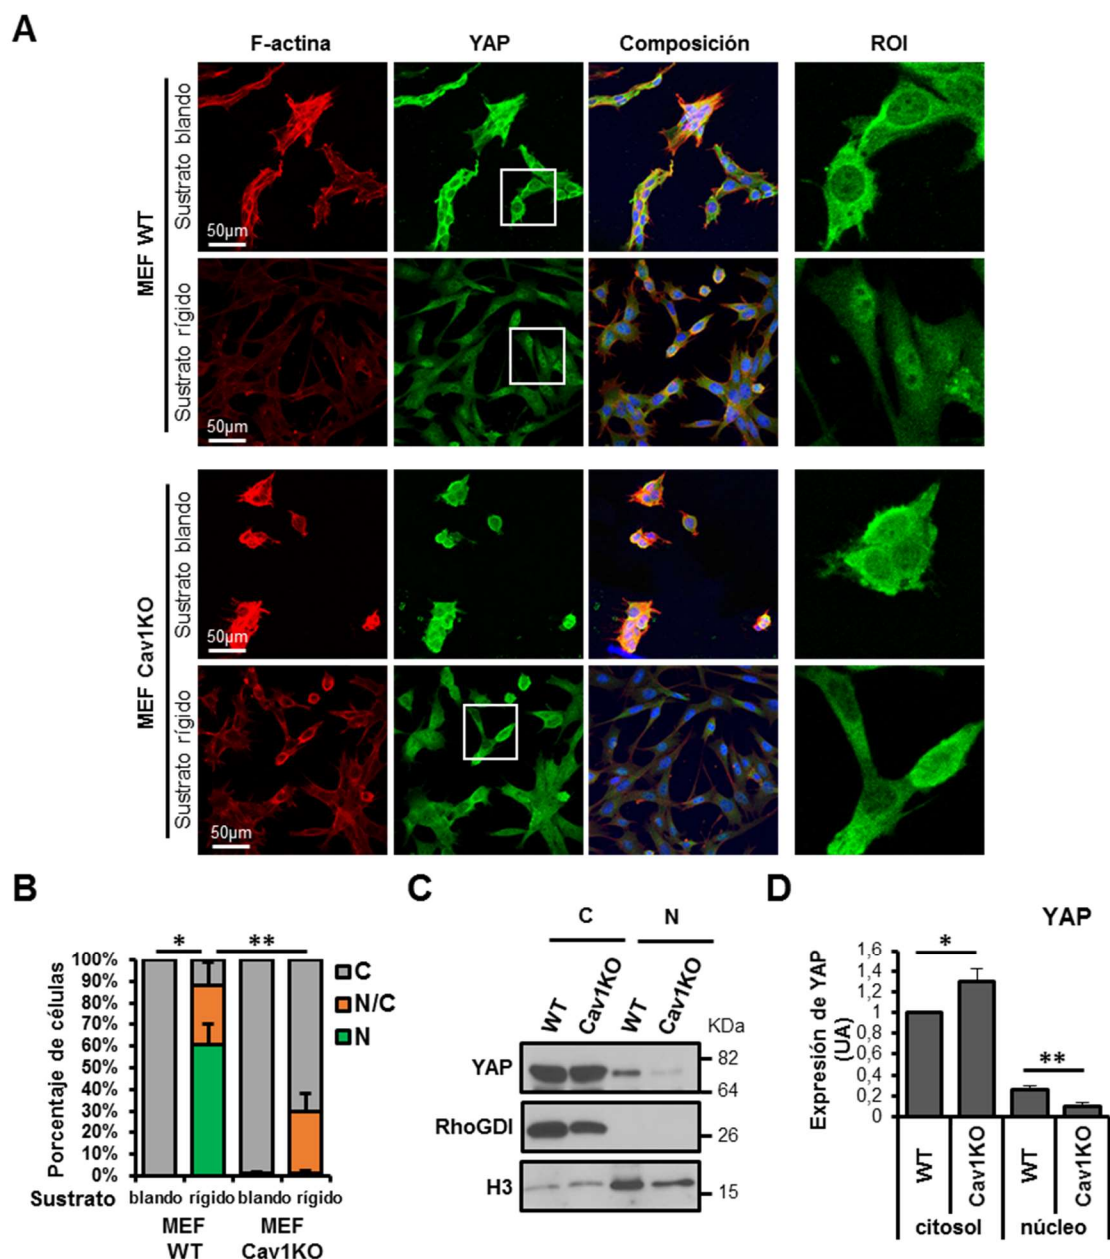 A
F-actina YAP Composición ROI
MEF WT
Sustrato blando
50µm
Sustrato rígido
50µm
MEF Cav1KO
Sustrato blando
50µm
Sustrato rígido
50µm
B
* **
Porcentaje de células
100%
90%
80%
70%
60%
50%
40%
30%
20%
10%
0%
C
N/C
N
Sustrato blando rígido blando rígido
MEF WT
MEF Cav1KO
C
C N
WT Cav1KO WT Cav1KO
KDa
YAP 82
64
RhoGDI 26
H3 15
D
YAP
Expresión de YAP
(UA)
1,6
1,4
1,2
1
0,8
0,6
0,4
0,2
0
* **
WT Cav1KO WT Cav1KO
citosol núcleo